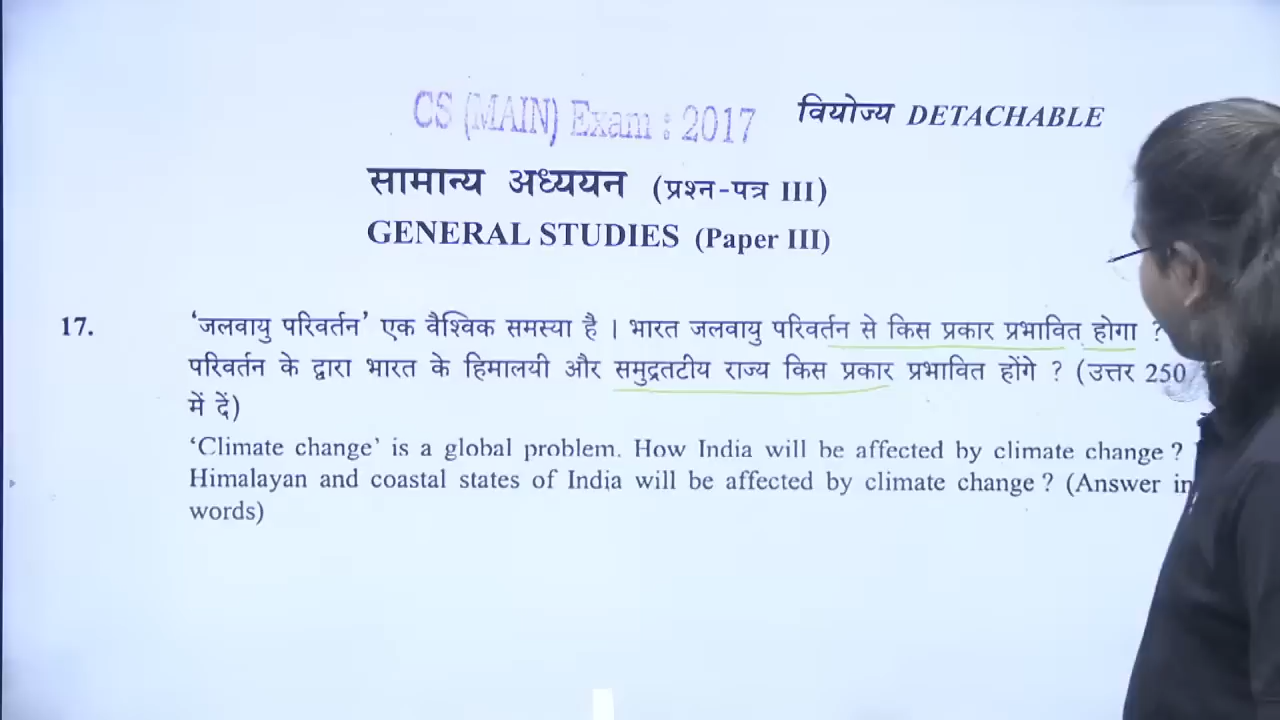 CS (MAIN) Exam : 2017
वियोज्य DETACHABLE
सामान्य अध्ययन (प्रश्न-पत्र III)
GENERAL STUDIES (Paper III)
17. 'जलवायु परिवर्तन' एक वैश्विक समस्या है । भारत जलवायु परिवर्तन से किस प्रकार प्रभावित होगा ?
परिवर्तन के द्वारा भारत के हिमालयी और समुद्रतटीय राज्य किस प्रकार प्रभावित होंगे ? (उत्तर 250
में दें)
'Climate change' is a global problem. How India will be affected by climate change ?
Himalayan and coastal states of India will be affected by climate change ? (Answer in
words)